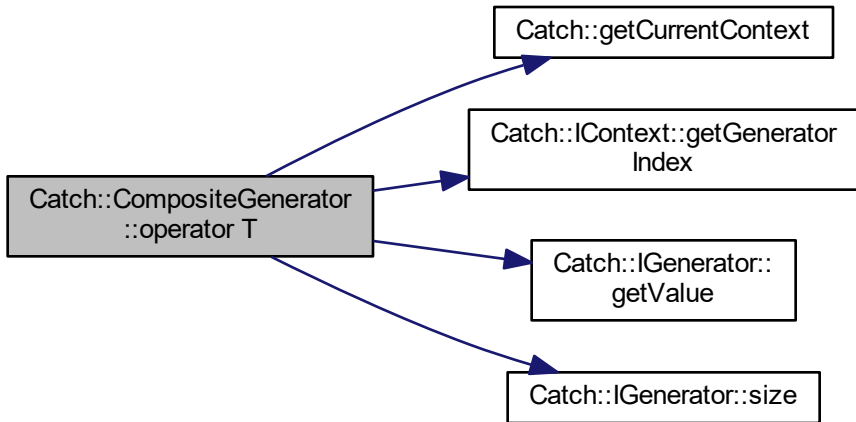 Catch::getCurrentContext
Catch::IContext::getGenerator
Index
Catch::CompositeGenerator
::operator T
Catch::IGenerator::
getValue
Catch::IGenerator::size